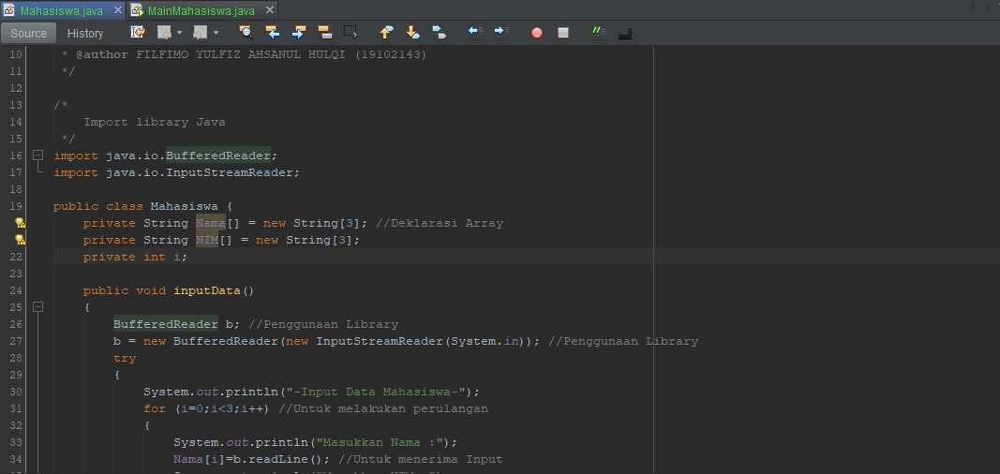 Mahasiswa.java MainMahasiswa.java
Source History
10 * @author FILFIMO YULFIZ AHSANUL HULQI (19102143)
11 */
12
13 /*
14 Import library Java
15 */
16 import java.io.BufferedReader;
17 import java.io.InputStreamReader;
18
19 public class Mahasiswa {
private String Nama[] = new String[3]; //Deklarasi Array
private String NIM[] = new String[3];
22 private int i;
23
24 public void inputData()
25 {
26 BufferedReader b; //Penggunaan Library
27 b = new BufferedReader(new InputStreamReader(System.in)); //Penggunaan Library
28 try
29 {
30 System.out.println("-Input Data Mahasiswa-");
31 for (i=0;i<3;i++) //Untuk melakukan perulangan
32 {
33 System.out.println("Masukkan Nama :");
34 Nama[i]=b.readLine(); //Untuk menerima Input